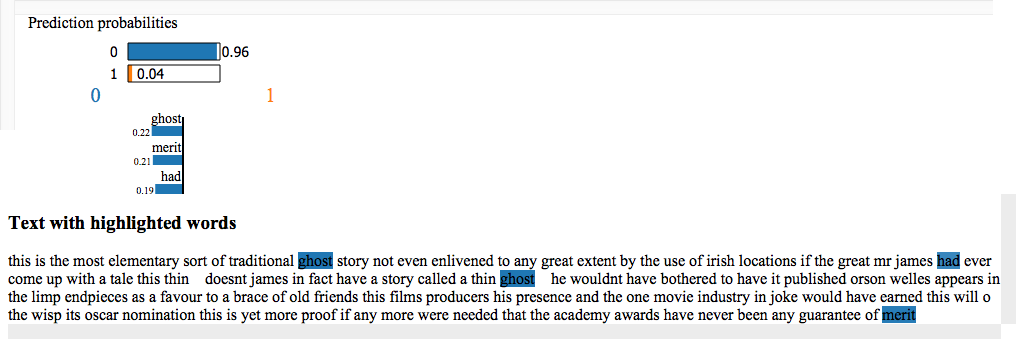 Prediction probabilities
0 0.96
1 0.04
0 1
ghost
0.22
merit
0.21
had
0.19
Text with highlighted words
this is the most elementary sort of traditional ghost story not even enlivened to any great extent by the use of irish locations if the great mr james had ever
come up with a tale this thin doesnt james in fact have a story called a thin ghost he wouldnt have bothered to have it published orson welles appears in
the limp endpieces as a favour to a brace of old friends this films producers his presence and the one movie industry in joke would have earned this will o
the wisp its oscar nomination this is yet more proof if any more were needed that the academy awards have never been any guarantee of merit